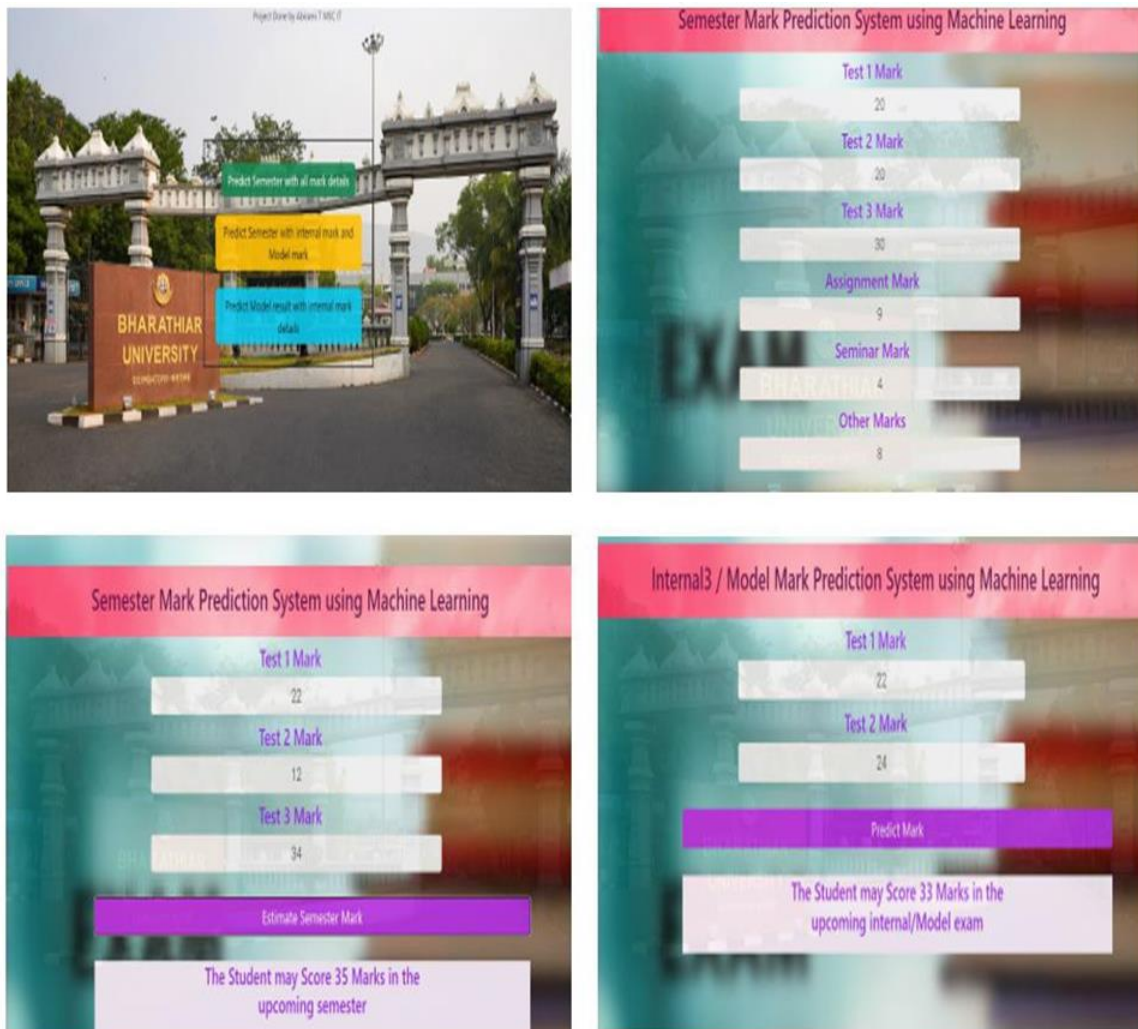 Project Done by Abirami T MSC IT
Predict Semester with all mark details
Predict Semester with internal mark and
Model mark
Predict Model result with internal mark
details
BHARATHIAR
UNIVERSITY
Semester Mark Prediction System using Machine Learning
Test 1 Mark
20
Test 2 Mark
20
Test 3 Mark
30
Assignment Mark
9
Seminar Mark
4
Other Marks
8
EXAM
BHARATHIAR
UNIVERSITY
Semester Mark Prediction System using Machine Learning
Test 1 Mark
22
Test 2 Mark
12
Test 3 Mark
34
Estimate Semester Mark
The Student may Score 35 Marks in the
upcoming semester
Internal3 / Model Mark Prediction System using Machine Learning
Test 1 Mark
22
Test 2 Mark
24
Predict Mark
The Student may Score 33 Marks in the
upcoming internal/Model exam